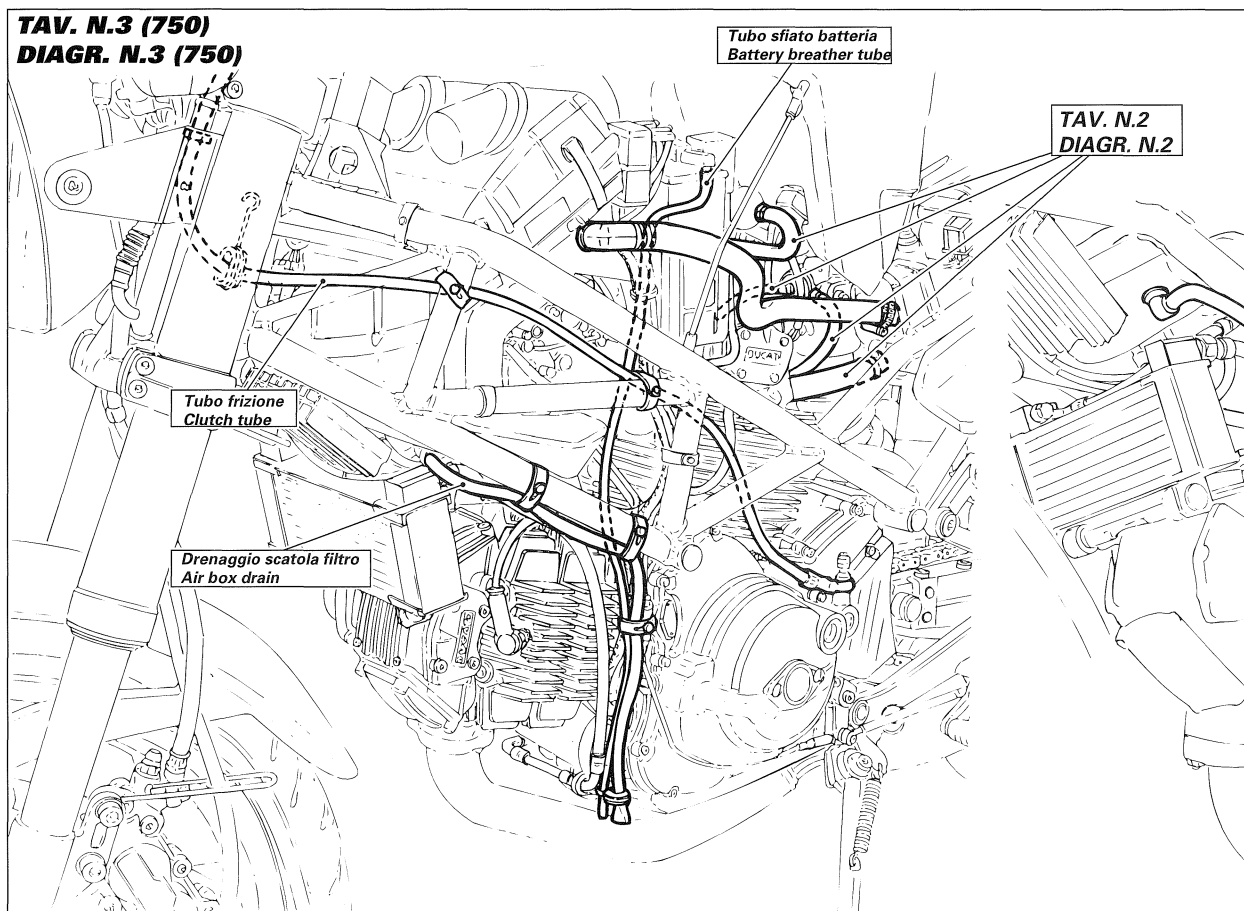 TAV. N.3 (750)
DIAGR. N.3 (750)
Tubo sfiato batteria
Battery breather tube
TAV. N.2
DIAGR. N.2
DUCATI
Tubo frizione
Clutch tube
Drenaggio scatola filtro
Air box drain